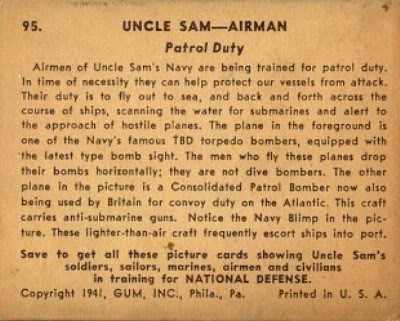 95.
UNCLE SAM—AIRMAN
Patrol Duty
Airmen of Uncle Sam's Navy are being trained for patrol duty.
In time of necessity they can help protect our vessels from attack.
Their duty is to fly out to sea, and back and forth across the
course of ships, scanning the water for submarines and alert to
the approach of hostile planes. The plane in the foreground is
one of the Navy's famous TBD torpedo bombers, equipped with
the latest type bomb sight. The men who fly these planes drop
their bombs horizontally; they are not dive bombers. The other
plane in the picture is a Consolidated Patrol Bomber now also
being used by Britain for convoy duty on the Atlantic. This craft
carries anti-submarine guns. Notice the Navy Blimp in the pic-
ture. These lighter-than-air craft frequently escort ships into port.
Save to get all these picture cards showing Uncle Sam's
soldiers, sailors, marines, airmen and civilians
in training for NATIONAL DEFENSE.
Copyright 1941, GUM, INC., Phila., Pa. Printed in U. S. A.